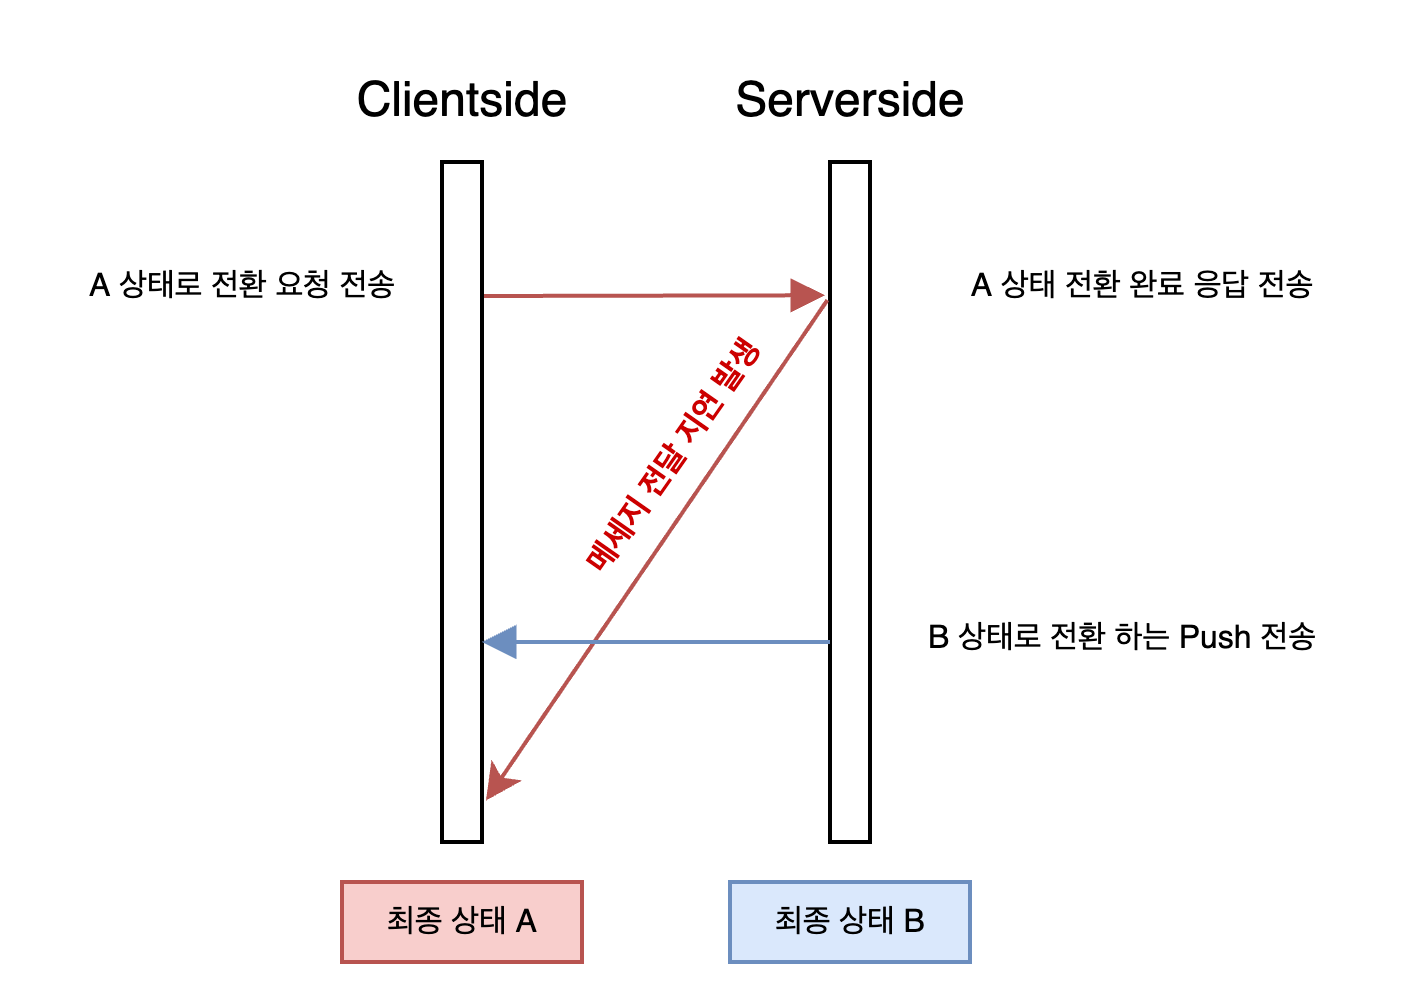 Clientside
Serverside
A 상태로 전환 요청 전송
A 상태 전환 완료 응답 전송
메세지 전달 지연 발생
B 상태로 전환 하는 Push 전송
최종 상태 A
최종 상태 B